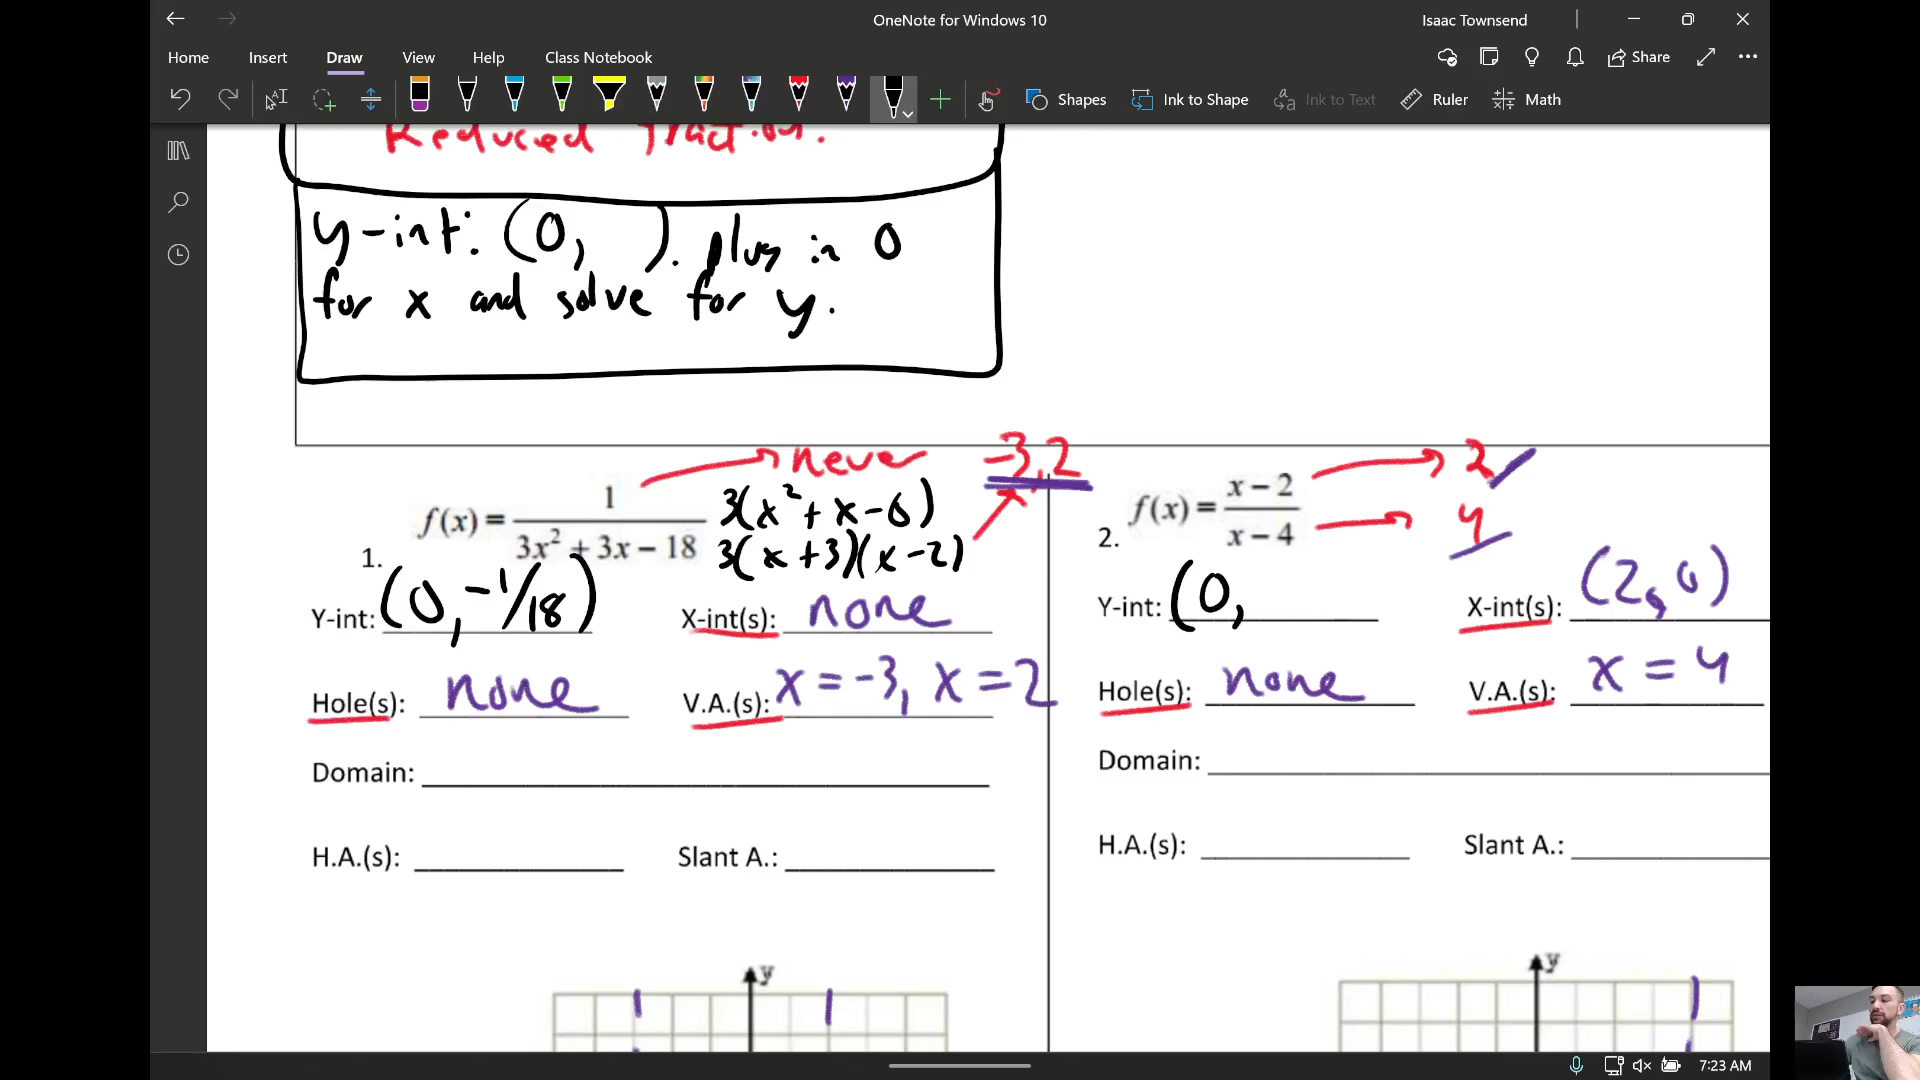 OneNote for Windows 10
Isaac Townsend
Home Insert Draw View Help Class Notebook
Share
Shapes Ink to Shape Ink to Text Ruler Math
Reduced fraction.
y-int: (0, ). plug in 0
for x and solve for y.
never
-3,2
1. f(x) = 1 / (3x² + 3x − 18)
3(x² + x - 6)
3(x +3)(x -2)
Y-int: (0, -1/18)
X-int(s): none
Hole(s): none
V.A.(s): x = -3, x = 2
Domain:
H.A.(s):
Slant A.:
y
2. f(x) = (x − 2) / (x − 4)
2
4
Y-int: (0,
X-int(s): (2,0)
Hole(s): none
V.A.(s): x = 4
Domain:
H.A.(s):
Slant A.:
y
7:23 AM